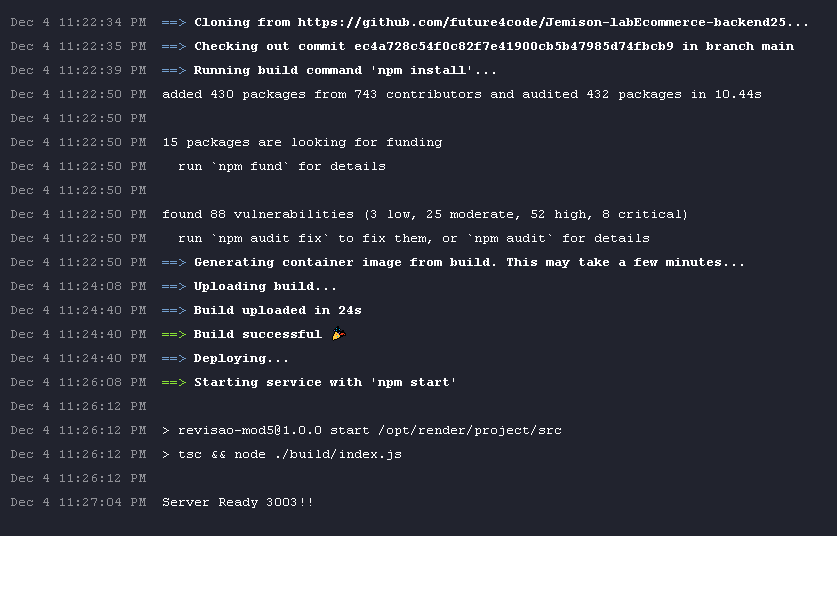 Dec 4 11:22:34 PM ==> Cloning from https://github.com/future4code/Jemison-labEcommerce-backend25...
Dec 4 11:22:35 PM ==> Checking out commit ec4a728c54f0c82f7e41900cb5b47985d74fbcb9 in branch main
Dec 4 11:22:39 PM ==> Running build command 'npm install'...
Dec 4 11:22:50 PM added 430 packages from 743 contributors and audited 432 packages in 10.44s
Dec 4 11:22:50 PM
Dec 4 11:22:50 PM 15 packages are looking for funding
Dec 4 11:22:50 PM   run `npm fund` for details
Dec 4 11:22:50 PM
Dec 4 11:22:50 PM found 88 vulnerabilities (3 low, 25 moderate, 52 high, 8 critical)
Dec 4 11:22:50 PM   run `npm audit fix` to fix them, or `npm audit` for details
Dec 4 11:22:50 PM ==> Generating container image from build. This may take a few minutes...
Dec 4 11:24:08 PM ==> Uploading build...
Dec 4 11:24:40 PM ==> Build uploaded in 24s
Dec 4 11:24:40 PM ==> Build successful 🎉
Dec 4 11:24:40 PM ==> Deploying...
Dec 4 11:26:08 PM ==> Starting service with 'npm start'
Dec 4 11:26:12 PM
Dec 4 11:26:12 PM > revisao-mod5@1.0.0 start /opt/render/project/src
Dec 4 11:26:12 PM > tsc && node ./build/index.js
Dec 4 11:26:12 PM
Dec 4 11:27:04 PM Server Ready 3003!!